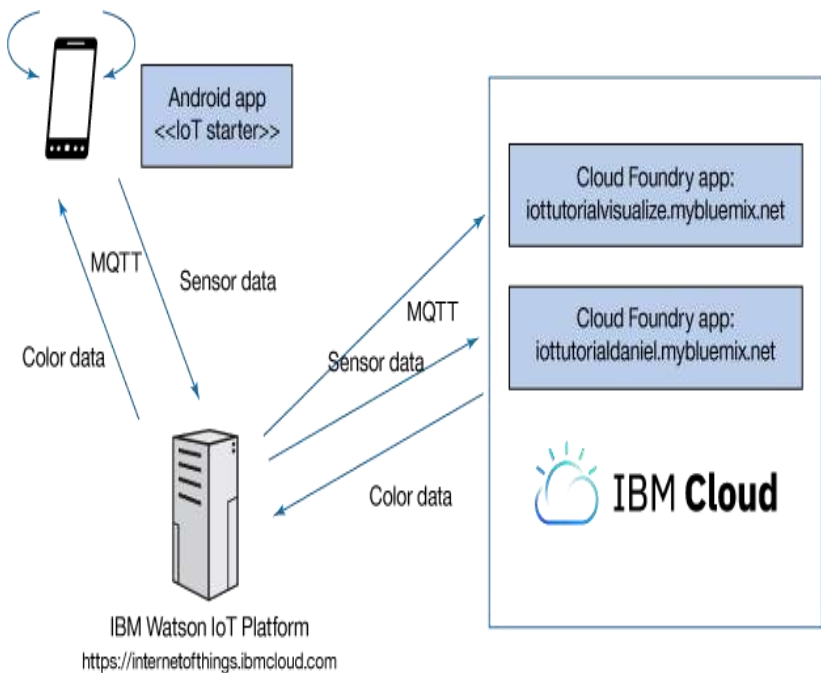 Android app
<<IoT starter>>
Cloud Foundry app:
iottutorialvisualize.mybluemix.net
MQTT
Sensor data
MQTT
Cloud Foundry app:
iottutorialdaniel.mybluemix.net
Color data
Sensor data
Color data
IBM Cloud
IBM Watson IoT Platform
https://internetofthings.ibmcloud.com